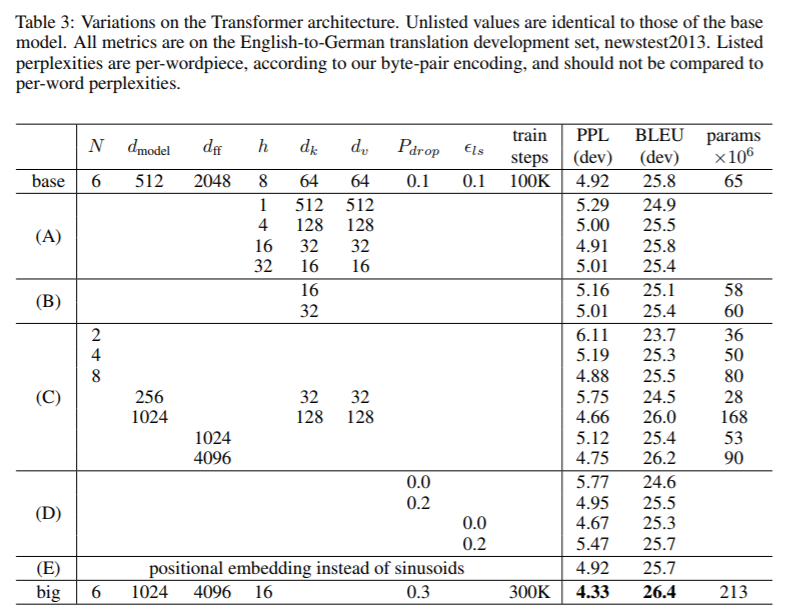 Table 3: Variations on the Transformer architecture. Unlisted values are identical to those of the base
model. All metrics are on the English-to-German translation development set, newstest2013. Listed
perplexities are per-wordpiece, according to our byte-pair encoding, and should not be compared to
per-word perplexities.
N d_model d_ff h d_k d_v P_drop ϵ_ls train steps PPL (dev) BLEU (dev) params ×10^6
base 6 512 2048 8 64 64 0.1 0.1 100K 4.92 25.8 65
(A)
1 512 512 5.29 24.9
4 128 128 5.00 25.5
16 32 32 4.91 25.8
32 16 16 5.01 25.4
(B)
16 5.16 25.1 58
32 5.01 25.4 60
(C)
2 6.11 23.7 36
4 5.19 25.3 50
8 4.88 25.5 80
256 32 32 5.75 24.5 28
1024 128 128 4.66 26.0 168
1024 5.12 25.4 53
4096 4.75 26.2 90
(D)
0.0 5.77 24.6
0.2 4.95 25.5
0.0 4.67 25.3
0.2 5.47 25.7
(E) positional embedding instead of sinusoids 4.92 25.7
big 6 1024 4096 16 0.3 300K 4.33 26.4 213